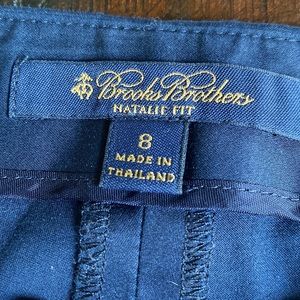 Brooks Brothers
NATALIE FIT
8
MADE IN
THAILAND